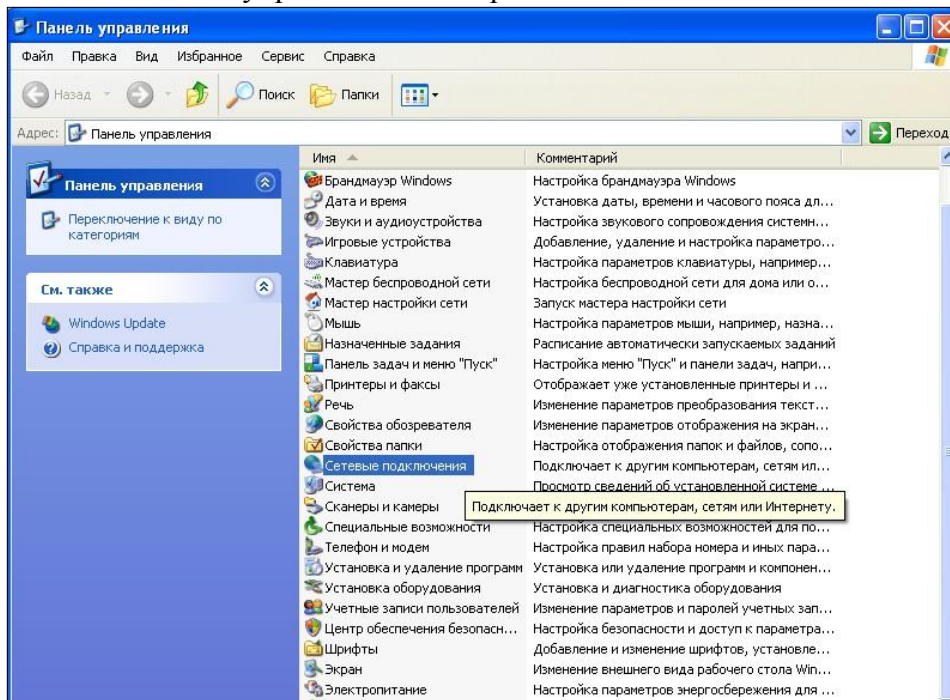 Панель управления
Файл Правка Вид Избранное Сервис Справка
Назад Поиск Папки
Адрес: Панель управления Переход
Панель управления
Переключение к виду по
категориям
См. также
Windows Update
Справка и поддержка
Имя Комментарий
Брандмауэр Windows Настройка брандмауэра Windows
Дата и время Установка даты, времени и часового пояса дл...
Звуки и аудиоустройства Настройка звукового сопровождения системн...
Игровые устройства Добавление, удаление и настройка параметро...
Клавиатура Настройка параметров клавиатуры, например...
Мастер беспроводной сети Настройка беспроводной сети для дома или о...
Мастер настройки сети Запуск мастера настройки сети
Мышь Настройка параметров мыши, например, назна...
Назначенные задания Расписание автоматически запускаемых заданий
Панель задач и меню "Пуск" Настройка меню "Пуск" и панели задач, напри...
Принтеры и факсы Отображает уже установленные принтеры и ...
Речь Изменение параметров преобразования текст...
Свойства обозревателя Изменение параметров отображения на экран...
Свойства папки Настройка отображения папок и файлов, сопо...
Сетевые подключения Подключает к другим компьютерам, сетям ил...
Система Просмотр сведений об установленной системе ...
Сканеры и камеры Подключает к другим компьютерам, сетям или Интернету.
Специальные возможности Настройка специальных возможностей для по...
Телефон и модем Настройка правил набора номера и иных пара...
Установка и удаление программ Установка или удаление программ и компонен...
Установка оборудования Установка и диагностика оборудования
Учетные записи пользователей Изменение параметров и паролей учетных зап...
Центр обеспечения безопасн... Настройка безопасности и доступ к параметра...
Шрифты Добавление и изменение шрифтов, установле...
Экран Изменение внешнего вида рабочего стола Win...
Электропитание Настройка параметров энергосбережения для ...